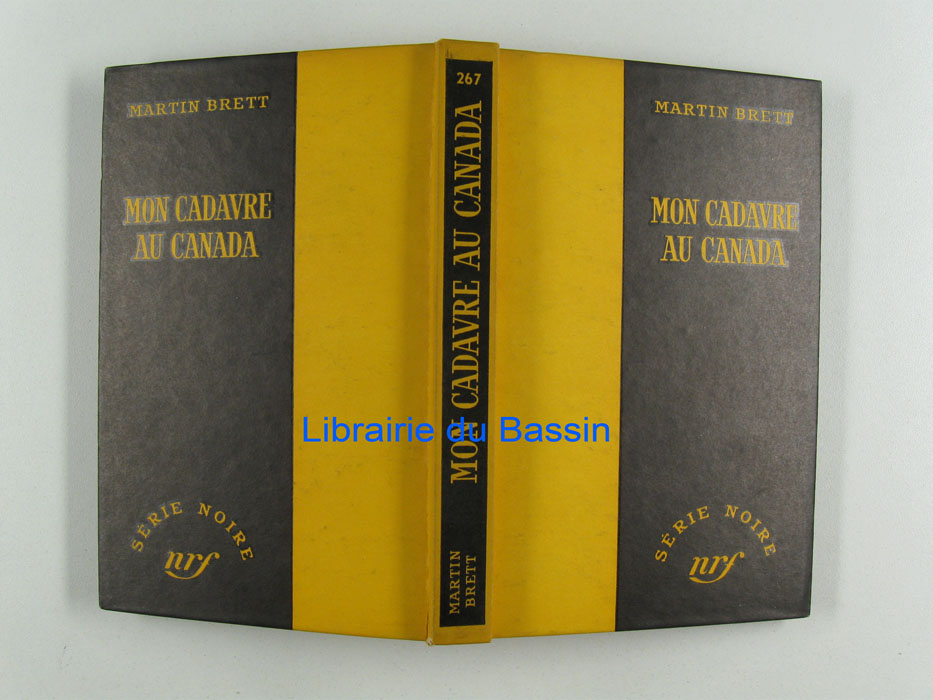 MARTIN BRETT
MON CADAVRE
AU CANADA
SÉRIE NOIRE
nrf
267
MON CADAVRE AU CANADA
MARTIN
BRETT
MARTIN BRETT
MON CADAVRE
AU CANADA
SÉRIE NOIRE
nrf
Librairie du Bassin